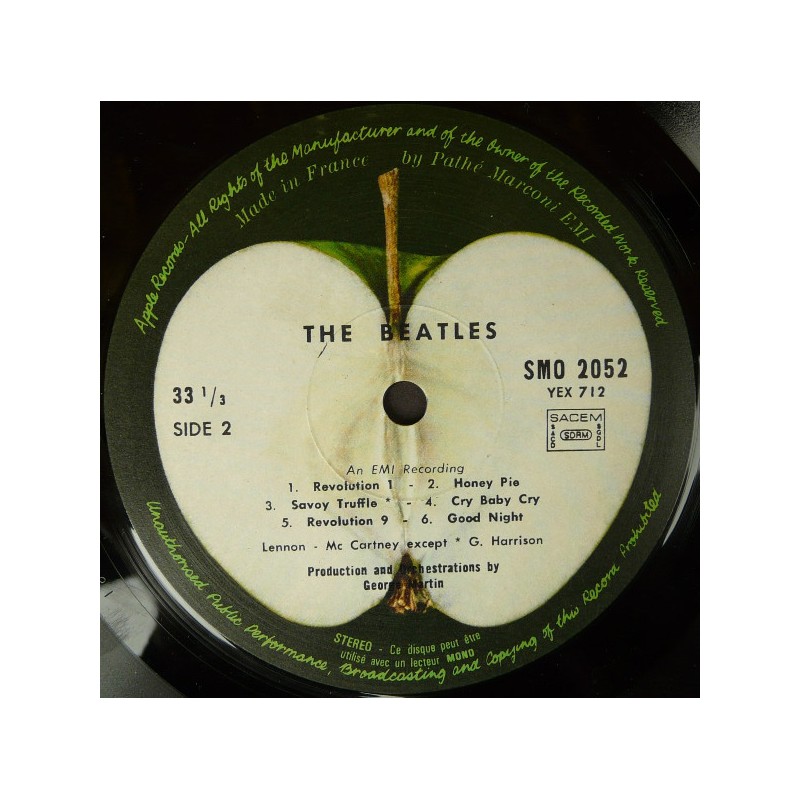 Apple Records-All Rights of the Manufacturer and of the Owner of the Recorded Work Reserved
Made in France by Pathé Marconi EMI
THE BEATLES
SMO 2052
YEX 712
33 1/3
SIDE 2
SACEM
SACD SDRM SGDL
An EMI Recording
1. Revolution 1 - 2. Honey Pie
3. Savoy Truffle * - 4. Cry Baby Cry
5. Revolution 9 - 6. Good Night
Lennon - Mc Cartney except * G. Harrison
Production and Orchestrations by
George Martin
STEREO - Ce disque peut être
utilisé avec un lecteur MONO
Unauthorised Public Performance, Broadcasting and Copying of this Record Prohibited